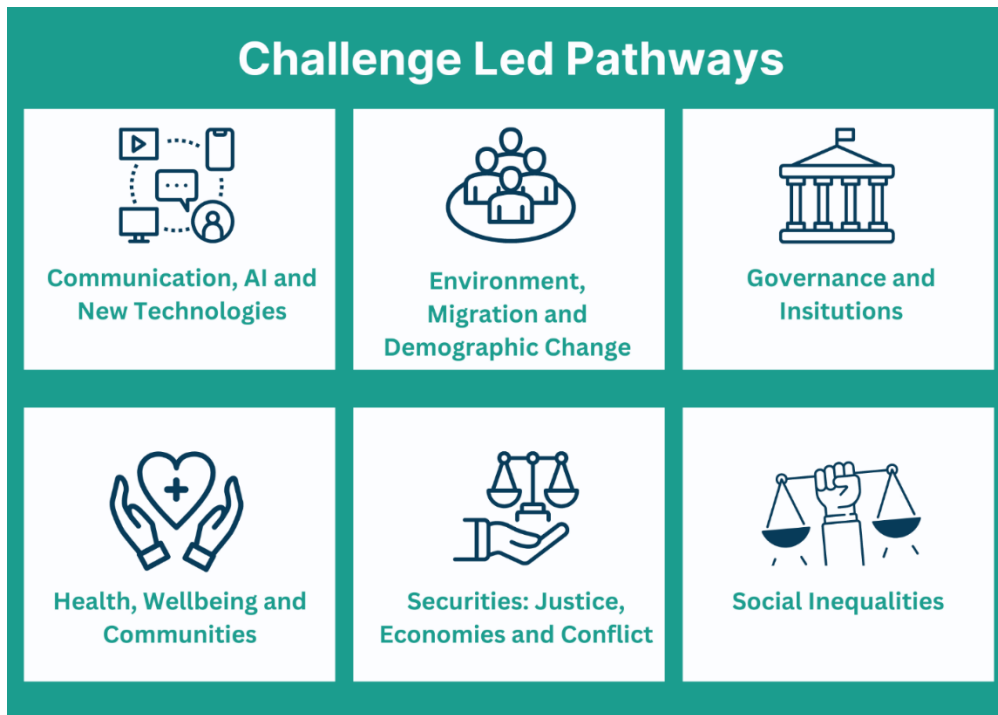 Challenge Led Pathways
Communication, AI and
New Technologies
Environment,
Migration and
Demographic Change
Governance and
Insitutions
Health, Wellbeing and
Communities
Securities: Justice,
Economies and Conflict
Social Inequalities